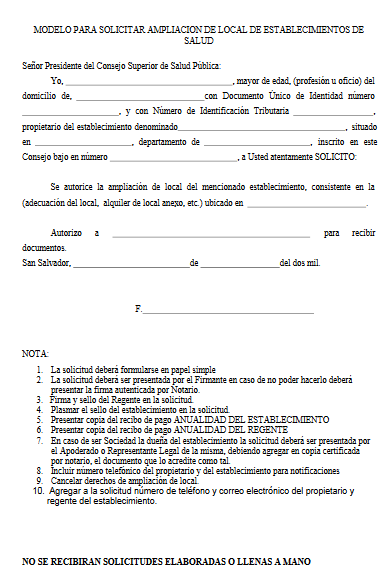 MODELO PARA SOLICITAR AMPLIACION DE LOCAL DE ESTABLECIMIENTOS DE
SALUD
Señor Presidente del Consejo Superior de Salud Pública:
Yo, ________________________________, mayor de edad, (profesión u oficio) del
domicilio de, ________________________con Documento Único de Identidad número
__________________, y con Número de Identificación Tributaria _______________,
propietario del establecimiento denominado________________________________, situado
en __________________, departamento de ____________________, inscrito en este
Consejo bajo en número ________________________, a Usted atentamente SOLICITO:
Se autorice la ampliación de local del mencionado establecimiento, consistente en la
(adecuación del local, alquiler de local anexo, etc.) ubicado en ______________________.
Autorizo a ______________________________________ para recibir
documentos.
San Salvador, ______________________de _______________del dos mil.
F.________________________________
NOTA:
1. La solicitud deberá formularse en papel simple
2. La solicitud deberá ser presentada por el Firmante en caso de no poder hacerlo deberá
presentar la firma autenticada por Notario.
3. Firma y sello del Regente en la solicitud.
4. Plasmar el sello del establecimiento en la solicitud.
5. Presentar copia del recibo de pago ANUALIDAD DEL ESTABLECIMIENTO
6. Presentar copia del recibo de pago ANUALIDAD DEL REGENTE
7. En caso de ser Sociedad la dueña del establecimiento la solicitud deberá ser presentada por
el Apoderado o Representante Legal de la misma, debiendo agregar en copia certificada
por notario, el documento que lo acredite como tal.
8. Incluir número telefónico del propietario y del establecimiento para notificaciones
9. Cancelar derechos de ampliación de local.
10. Agregar a la solicitud número de teléfono y correo electrónico del propietario y
regente del establecimiento.
NO SE RECIBIRAN SOLICITUDES ELABORADAS O LLENAS A MANO